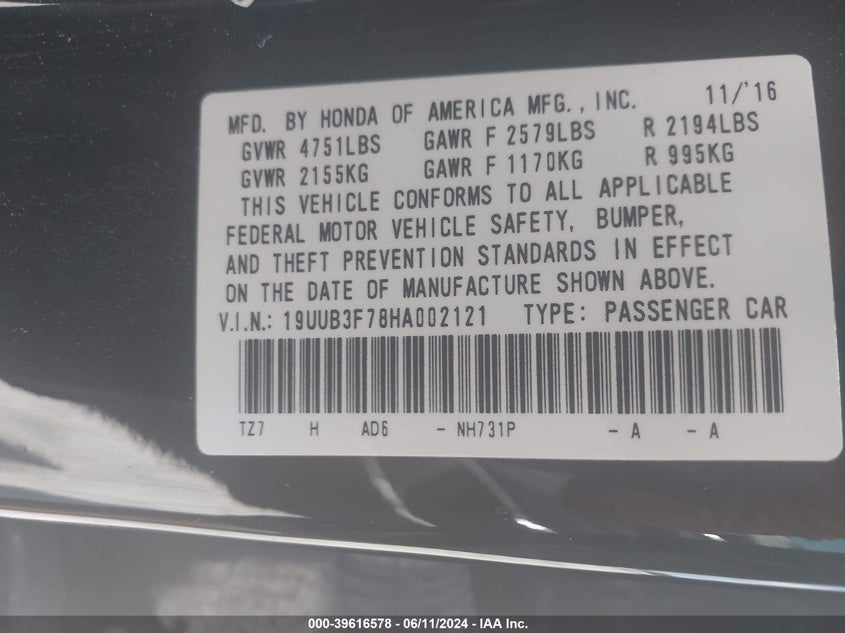 MFD. BY HONDA OF AMERICA MFG., INC. 11/'16
GVWR 4751LBS GAWR F 2579LBS R 2194LBS
GVWR 2155KG GAWR F 1170KG R 995KG
THIS VEHICLE CONFORMS TO ALL APPLICABLE
FEDERAL MOTOR VEHICLE SAFETY, BUMPER,
AND THEFT PREVENTION STANDARDS IN EFFECT
ON THE DATE OF MANUFACTURE SHOWN ABOVE.
V.I.N.: 19UUB3F78HA002121 TYPE: PASSENGER CAR
TZ7 H AD6 - NH731P - A - A
000-39616578 - 06/11/2024 - IAA Inc.